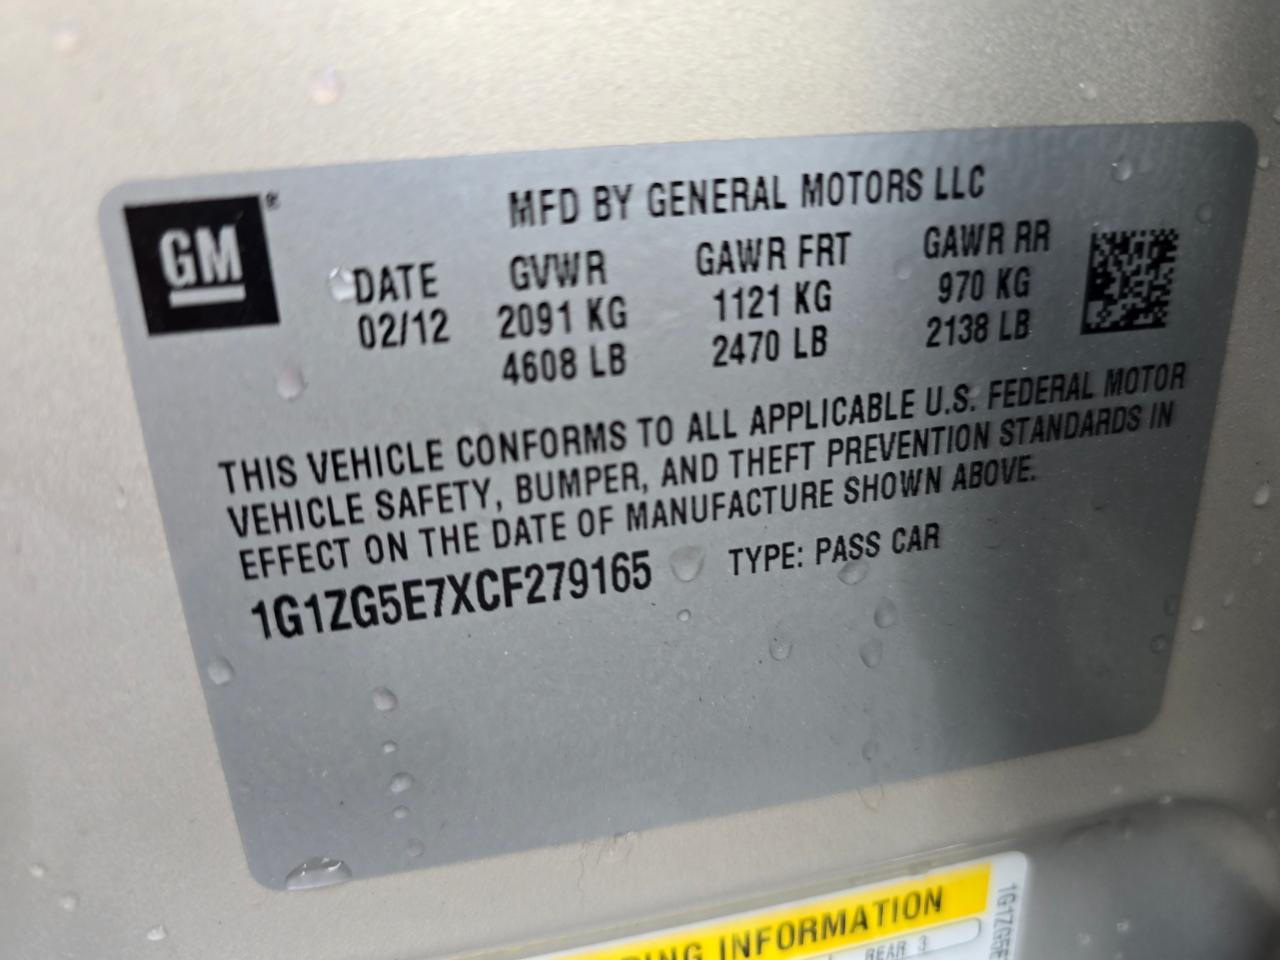 GM ®
MFD BY GENERAL MOTORS LLC
DATE GVWR GAWR FRT GAWR RR
02/12 2091 KG 1121 KG 970 KG
4608 LB 2470 LB 2138 LB
THIS VEHICLE CONFORMS TO ALL APPLICABLE U.S. FEDERAL MOTOR
VEHICLE SAFETY, BUMPER, AND THEFT PREVENTION STANDARDS IN
EFFECT ON THE DATE OF MANUFACTURE SHOWN ABOVE.
1G1ZG5E7XCF279165 TYPE: PASS CAR
INFORMATION
REAR 3